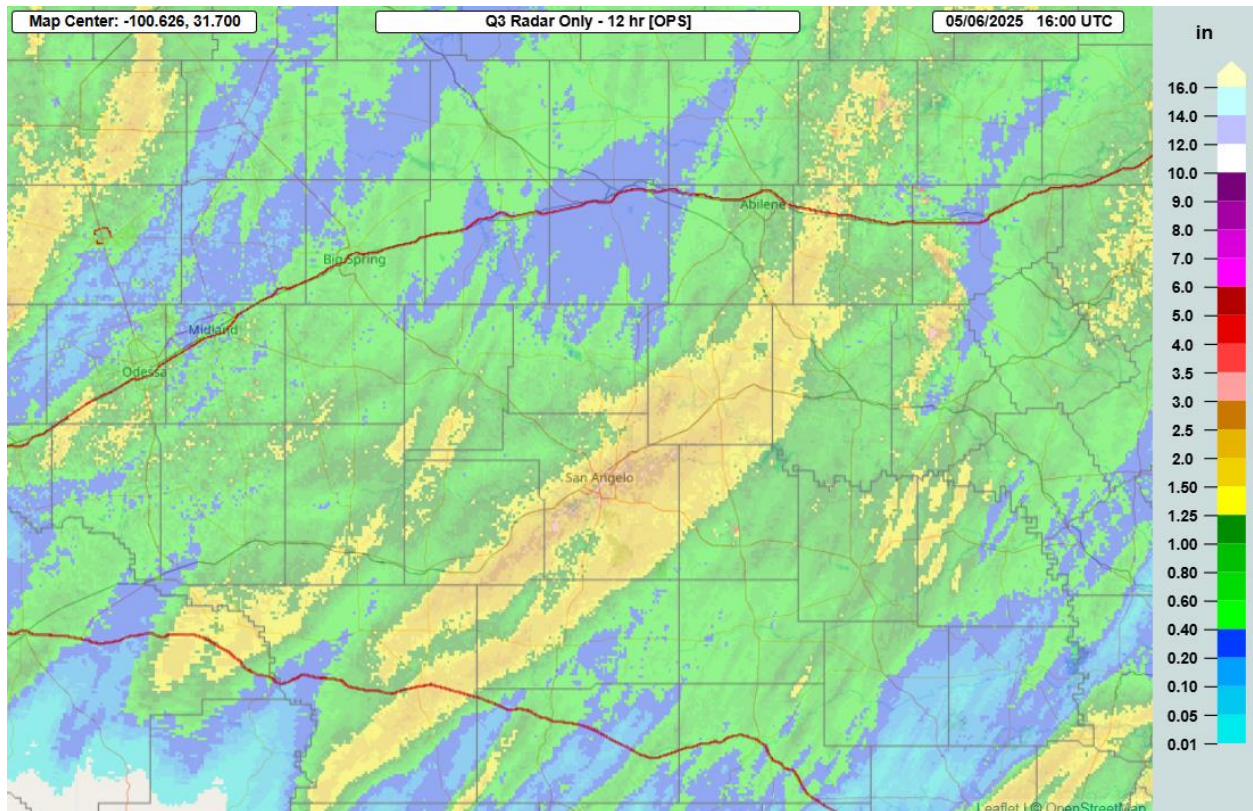 Map Center: -100.626, 31.700
Q3 Radar Only - 12 hr [OPS]
05/06/2025 16:00 UTC
in
16.0
14.0
12.0
10.0
9.0
8.0
7.0
6.0
5.0
4.0
3.5
3.0
2.5
2.0
1.50
1.25
1.00
0.80
0.60
0.40
0.20
0.10
0.05
0.01
Abilene
Big Spring
Midland
Odessa
San Angelo
Leaflet | © OpenStreetMap